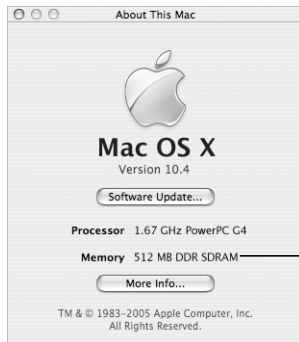 About This Mac
Mac OS X
Version 10.4
Software Update...
Processor 1.67 GHz PowerPC G4
Memory 512 MB DDR SDRAM
More Info...
TM & © 1983-2005 Apple Computer, Inc.
All Rights Reserved.